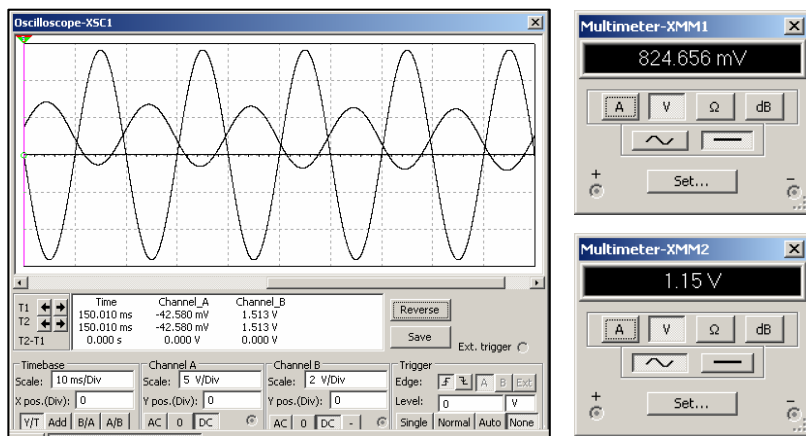 Oscilloscope-XSC1
Time Channel_A Channel_B
T1 150.010 ms -42.580 mV 1.513 V
T2 150.010 ms -42.580 mV 1.513 V
T2-T1 0.000 s 0.000 V 0.000 V
Reverse
Save
Ext. trigger
Timebase
Scale: 10 ms/Div
X pos.(Div): 0
Y/T Add B/A A/B
Channel A
Scale: 5 V/Div
Y pos.(Div): 0
AC 0 DC
Channel B
Scale: 2 V/Div
Y pos.(Div): 0
AC 0 DC -
Trigger
Edge: A B Ext
Level: 0 V
Single Normal Auto None
Multimeter-XMM1
824.656 mV
A V Ω dB
+ Set... -
Multimeter-XMM2
1.15 V
A V Ω dB
+ Set... -